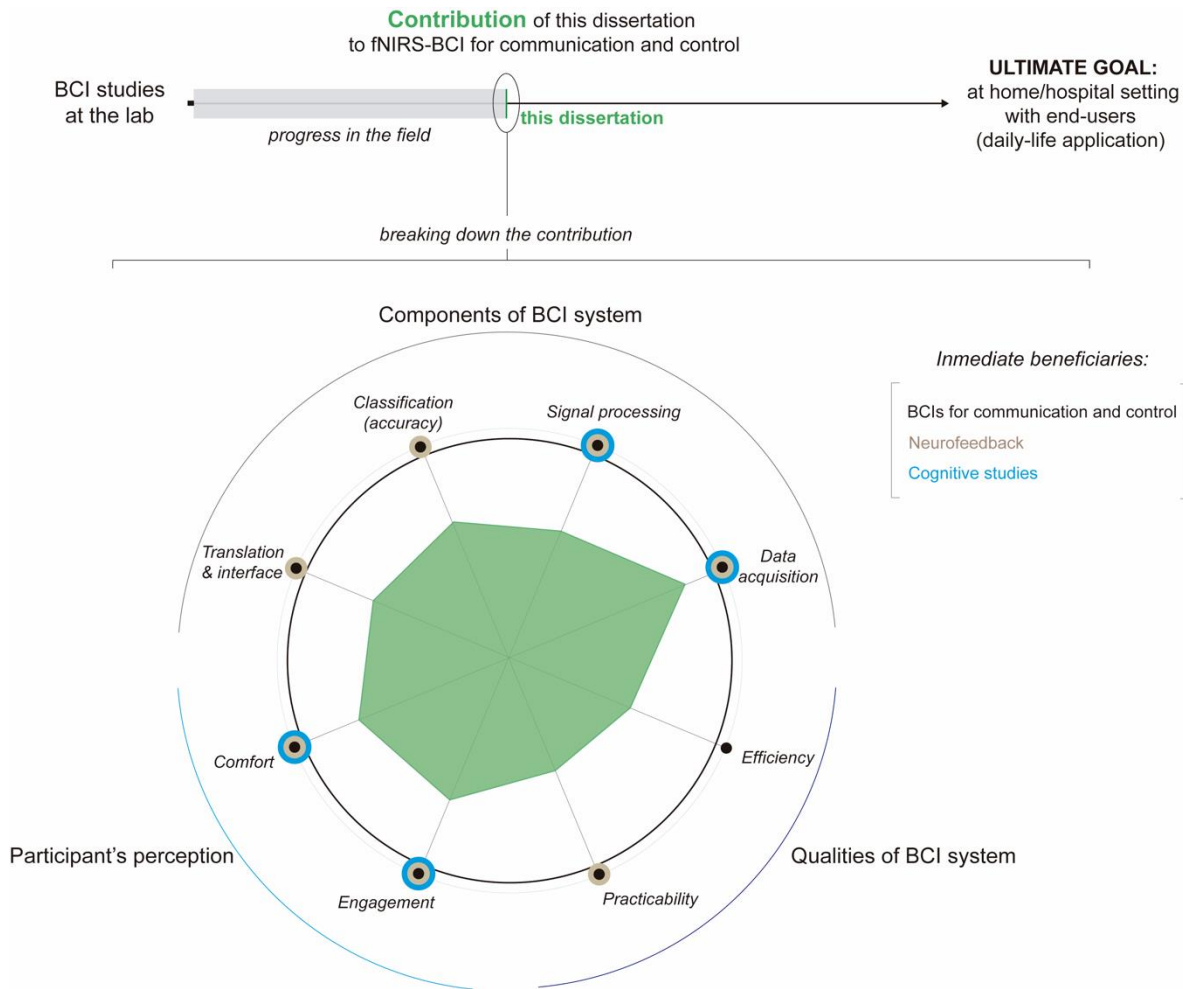 Contribution of this dissertation
to fNIRS-BCI for communication and control
BCI studies
at the lab
progress in the field
this dissertation
ULTIMATE GOAL:
at home/hospital setting
with end-users
(daily-life application)
breaking down the contribution
Components of BCI system
Inmediate beneficiaries:
BCIs for communication and control
Neurofeedback
Cognitive studies
Classification
(accuracy)
Signal processing
Translation
& interface
Data
acquisition
Comfort
Efficiency
Participant's perception
Qualities of BCI system
Engagement
Practicability